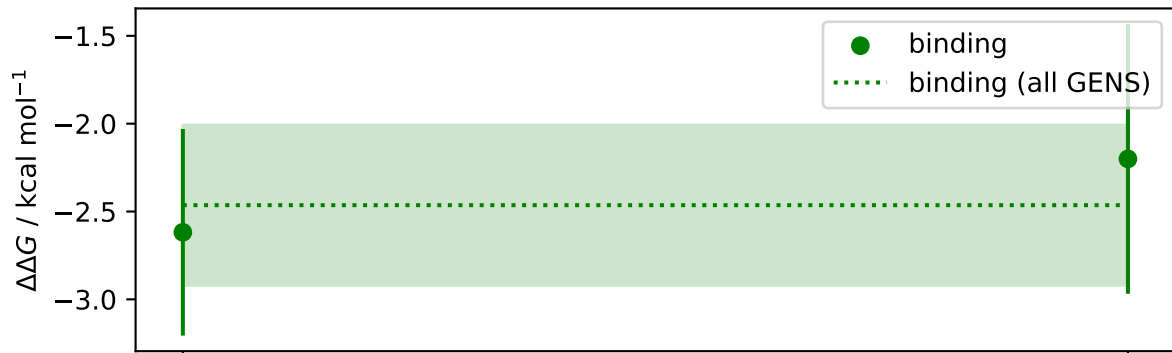 −1.5
−2.0
−2.5
−3.0
ΔΔG / kcal mol⁻¹
binding
binding (all GENS)